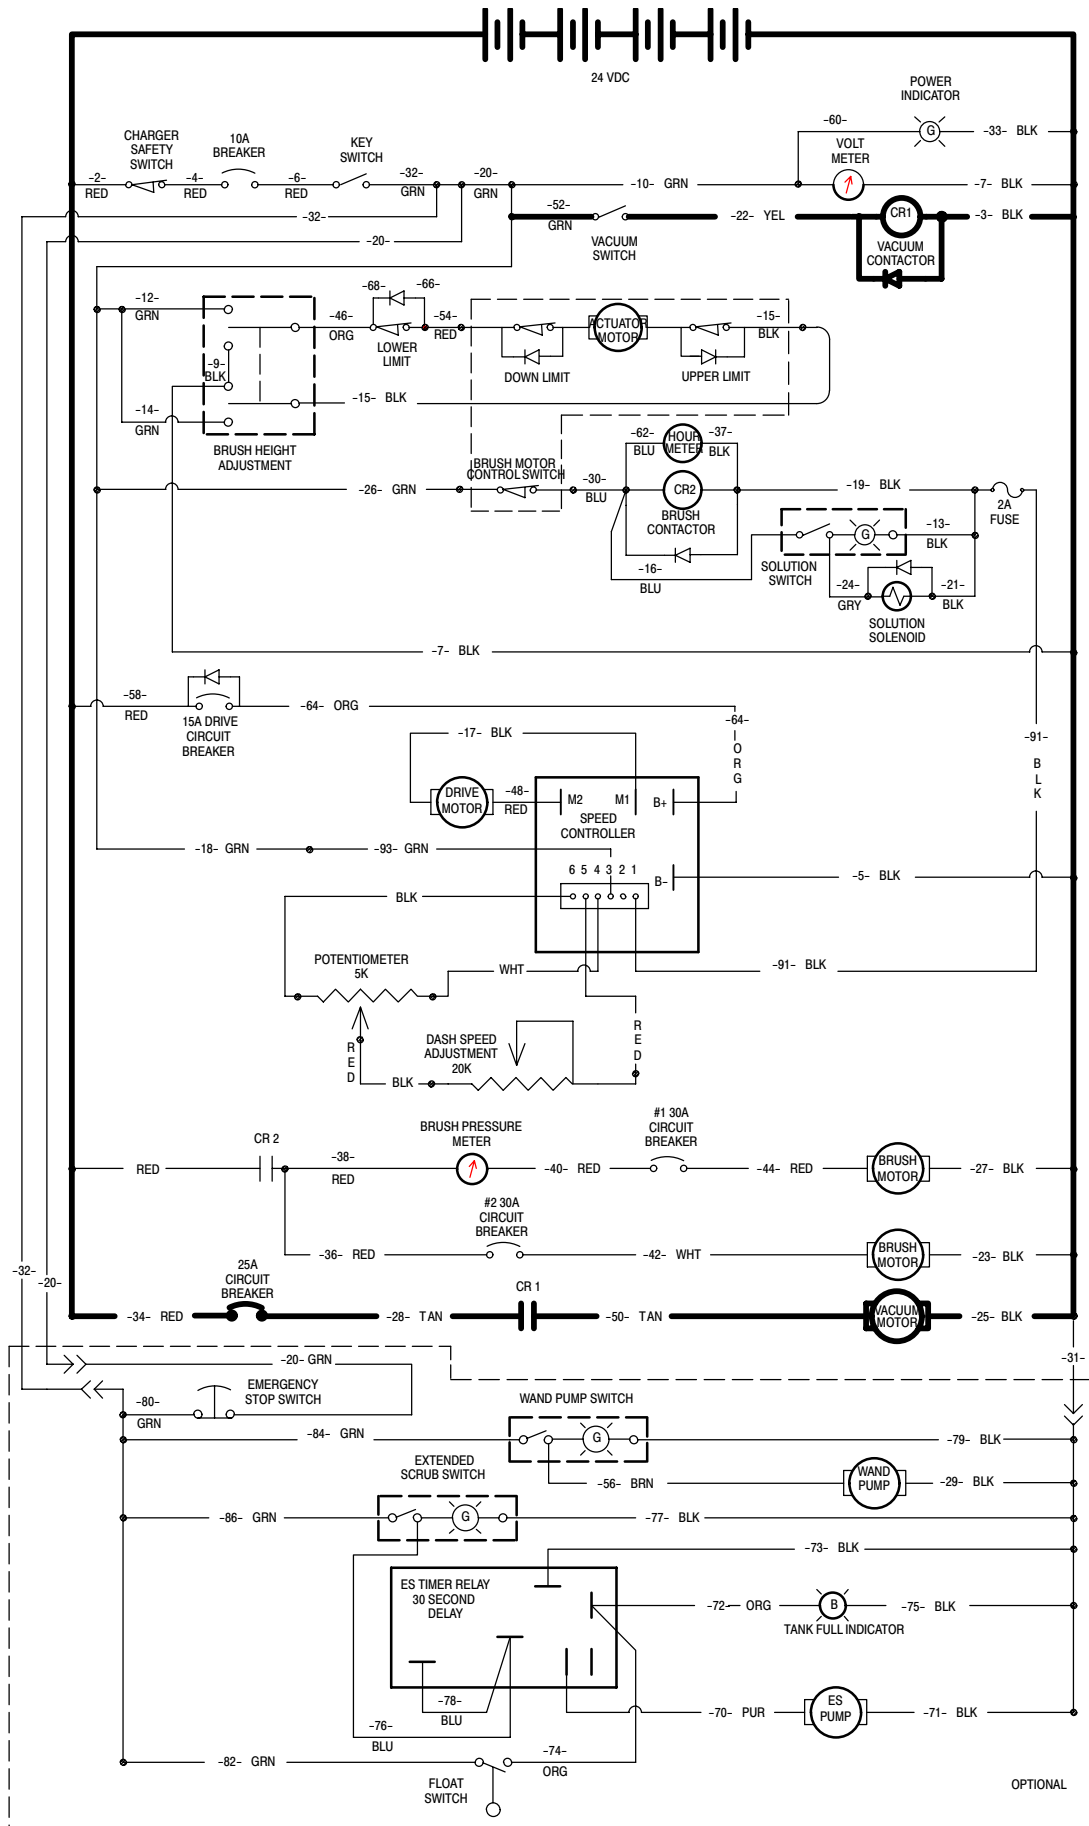 24 VDC
POWER
INDICATOR
-60-
G
-33- BLK
CHARGER
SAFETY
SWITCH
10A
BREAKER
KEY
SWITCH
VOLT
METER
-2-
RED
-4-
RED
-6-
RED
-32-
GRN
-20-
GRN
-10- GRN
-7- BLK
-32-
-52-
GRN
-22- YEL
CR1
-3- BLK
-20-
VACUUM
SWITCH
VACUUM
CONTACTOR
-12-
GRN
-46-
ORG
-68-
-66-
-54-
RED
LOWER
LIMIT
ACTUATOR
MOTOR
-15-
BLK
-9-
BLK
DOWN LIMIT
UPPER LIMIT
-15- BLK
-14-
GRN
BRUSH HEIGHT
ADJUSTMENT
-62-
BLU
HOUR
METER
-37-
BLK
BRUSH MOTOR
CONTROL SWITCH
-26- GRN
-30-
BLU
CR2
BRUSH
CONTACTOR
-19- BLK
2A
FUSE
-16-
BLU
SOLUTION
SWITCH
G
-13-
BLK
-24-
GRY
-21-
BLK
SOLUTION
SOLENOID
-7- BLK
-58-
RED
15A DRIVE
CIRCUIT
BREAKER
-64- ORG
-64-
O
R
G
-17- BLK
-91-
B
L
K
DRIVE
MOTOR
-48-
RED
M2
M1
B+
SPEED
CONTROLLER
-18- GRN
-93- GRN
6 5 4 3 2 1
B-
-5- BLK
BLK
POTENTIOMETER
5K
WHT
-91- BLK
R
E
D
DASH SPEED
ADJUSTMENT
20K
R
E
D
BLK
CR 2
BRUSH PRESSURE
METER
#1 30A
CIRCUIT
BREAKER
RED
-38-
RED
-40- RED
-44- RED
BRUSH
MOTOR
-27- BLK
#2 30A
CIRCUIT
BREAKER
-36- RED
-42- WHT
BRUSH
MOTOR
-23- BLK
-32-
-20-
25A
CIRCUIT
BREAKER
CR 1
-34- RED
-28- TAN
-50- TAN
VACUUM
MOTOR
-25- BLK
-20- GRN
-31-
EMERGENCY
STOP SWITCH
-80-
GRN
WAND PUMP SWITCH
-84- GRN
G
-79- BLK
EXTENDED
SCRUB SWITCH
-56- BRN
WAND
PUMP
-29- BLK
-86- GRN
G
-77- BLK
-73- BLK
ES TIMER RELAY
30 SECOND
DELAY
-72- ORG
B
-75- BLK
TANK FULL INDICATOR
-78-
BLU
-70- PUR
ES
PUMP
-71- BLK
-76-
BLU
-82- GRN
-74-
ORG
FLOAT
SWITCH
OPTIONAL